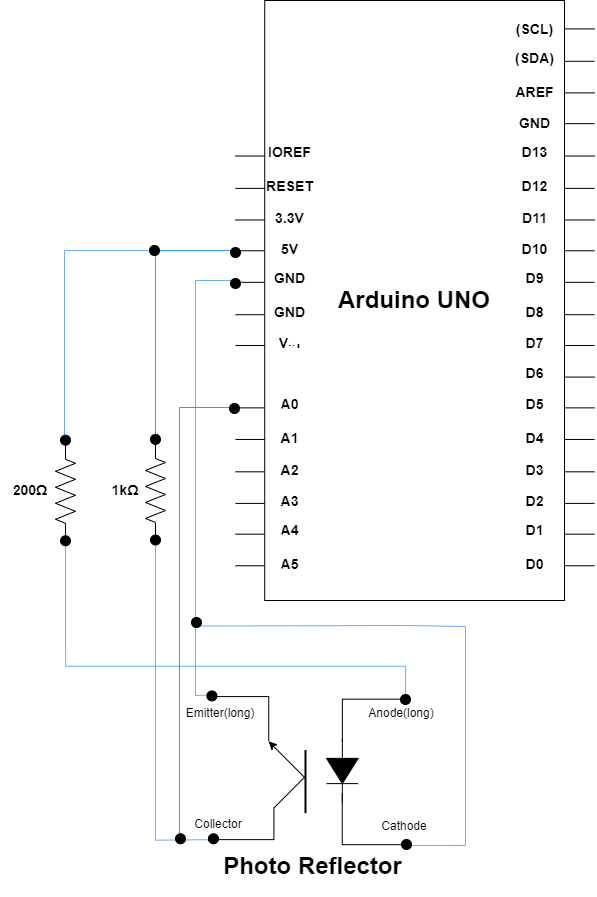 (SCL)
(SDA)
AREF
GND
IOREF
D13
RESET
D12
3.3V
D11
5V
D10
GND
D9
Arduino UNO
GND
D8
D7
D6
A0
D5
A1
D4
A2
D3
200Ω
1kΩ
A3
D2
A4
D1
A5
D0
Emitter(long)
Anode(long)
Collector
Cathode
Photo Reflector